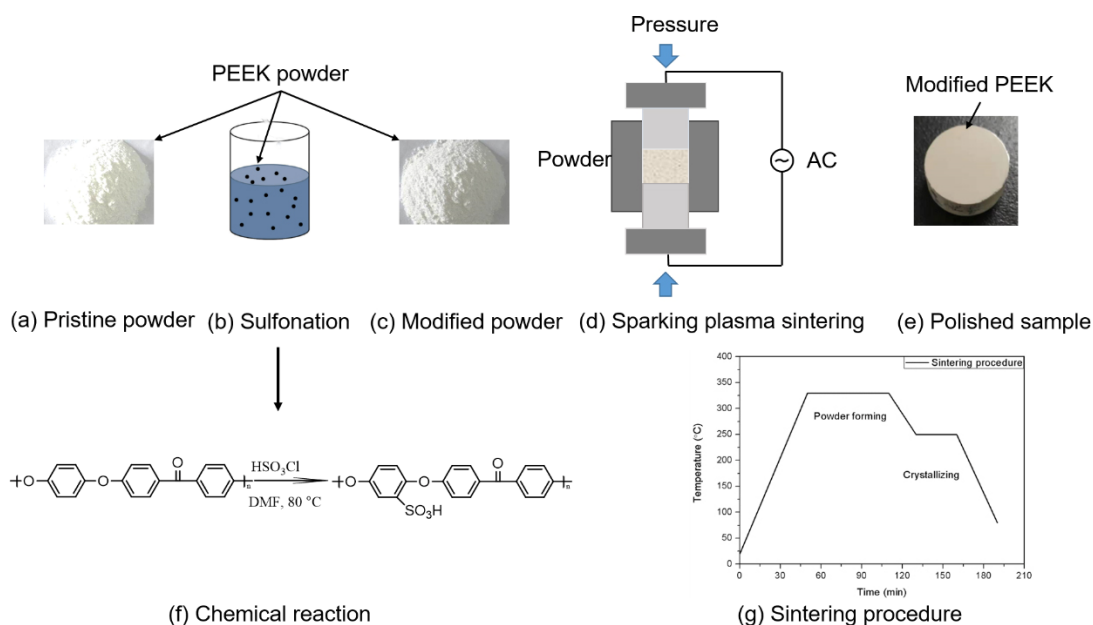 Pressure
PEEK powder
Modified PEEK
Powder
AC
(a) Pristine powder
(b) Sulfonation
(c) Modified powder
(d) Sparking plasma sintering
(e) Polished sample
O
O
O
n
HSO₃Cl
DMF, 80 °C
O
O
O
n
SO₃H
(f) Chemical reaction
Sintering procedure
Powder forming
Crystallizing
Temperature (°C)
400
350
300
250
200
150
100
50
0
0 30 60 90 120 150 180 210
Time (min)
(g) Sintering procedure